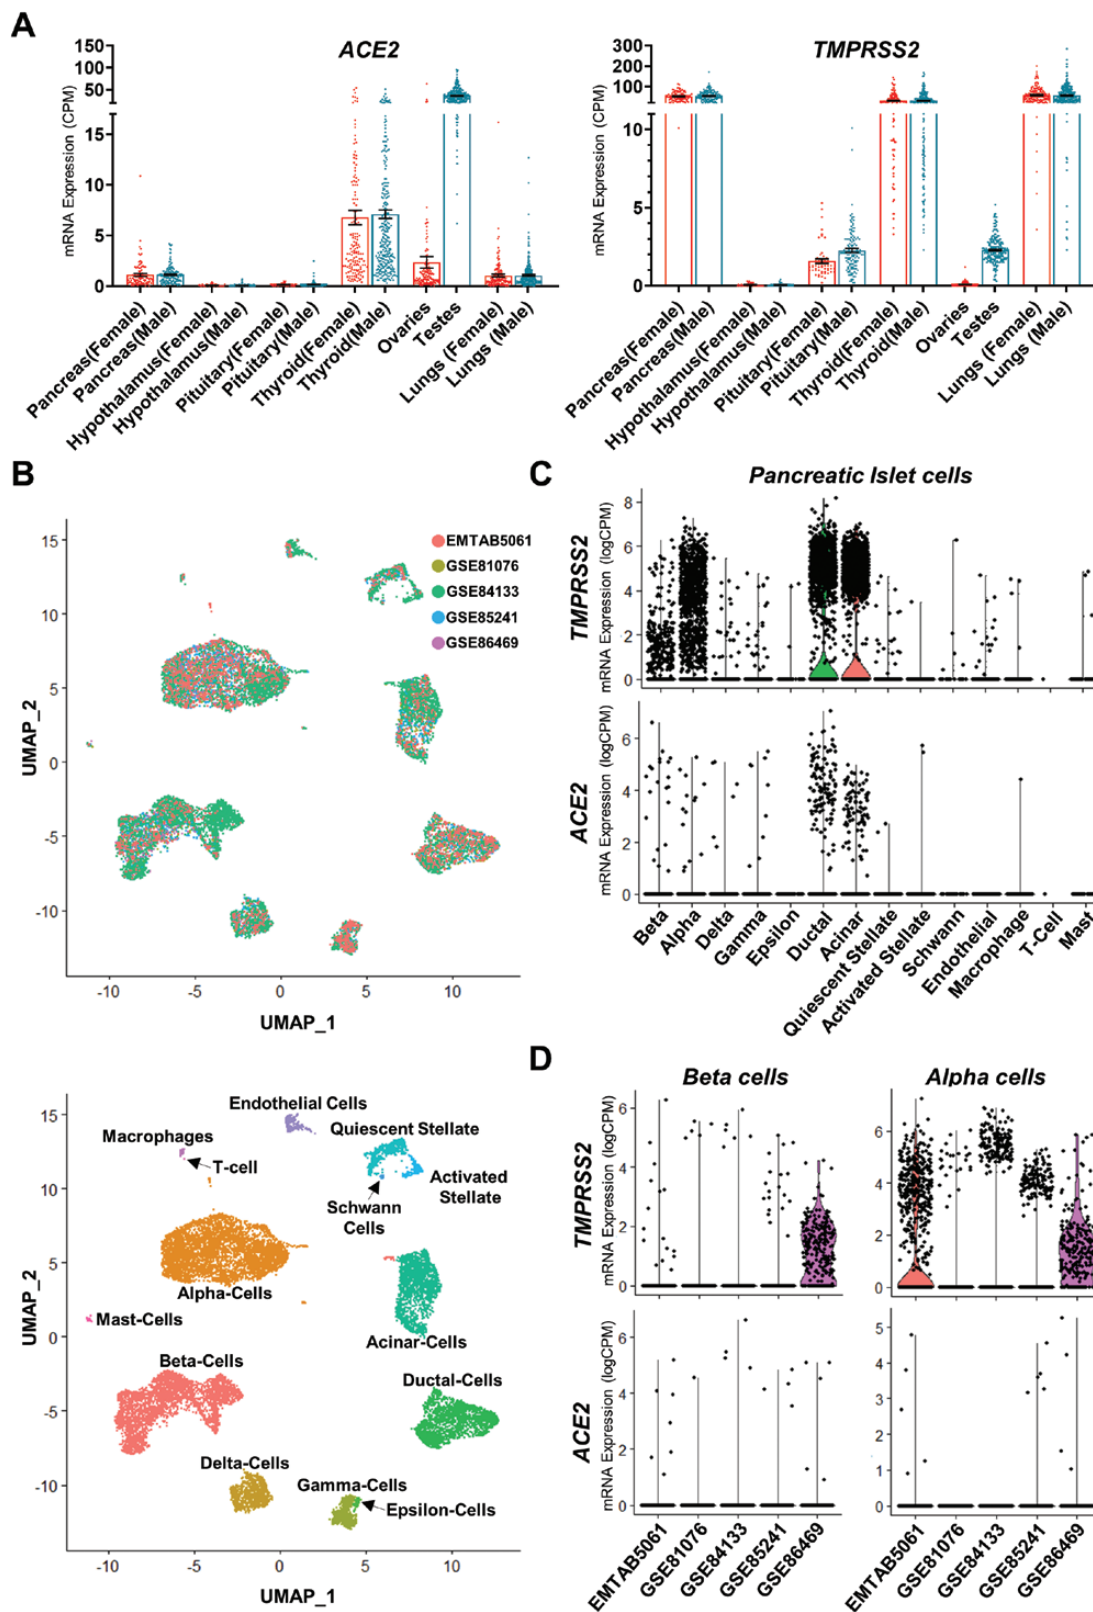 A
ACE2
mRNA Expression (CPM)
150
100
50
15
10
5
0
Pancreas(Female)
Pancreas(Male)
Hypothalamus(Female)
Hypothalamus(Male)
Pituitary(Female)
Pituitary(Male)
Thyroid(Female)
Thyroid(Male)
Ovaries
Testes
Lungs (Female)
Lungs (Male)
TMPRSS2
mRNA Expression (CPM)
300
200
100
10
5
0
Pancreas(Female)
Pancreas(Male)
Hypothalamus(Female)
Hypothalamus(Male)
Pituitary(Female)
Pituitary(Male)
Thyroid(Female)
Thyroid(Male)
Ovaries
Testes
Lungs (Female)
Lungs (Male)
B
EMTAB5061
GSE81076
GSE84133
GSE85241
GSE86469
UMAP_2
15
10
5
0
-5
-10
-10 -5 0 5 10
UMAP_1
Endothelial Cells
Macrophages
Quiescent Stellate
T-cell
Activated
Stellate
Schwann
Cells
Alpha-Cells
Mast-Cells
Acinar-Cells
Beta-Cells
Ductal-Cells
Delta-Cells
Gamma-Cells
Epsilon-Cells
UMAP_2
15
10
5
0
-5
-10
-10 -5 0 5 10
UMAP_1
C
Pancreatic Islet cells
TMPRSS2
mRNA Expression (logCPM)
8
6
4
2
0
ACE2
mRNA Expression (logCPM)
6
4
2
0
Beta
Alpha
Delta
Gamma
Epsilon
Ductal
Acinar
Quiescent Stellate
Activated Stellate
Schwann
Endothelial
Macrophage
T-Cell
Mast
D
Beta cells
Alpha cells
TMPRSS2
mRNA Expression (logCPM)
6
4
2
0
6
4
2
0
ACE2
mRNA Expression (logCPM)
6
4
2
0
5
4
3
2
1
0
EMTAB5061
GSE81076
GSE84133
GSE85241
GSE86469
EMTAB5061
GSE81076
GSE84133
GSE85241
GSE86469